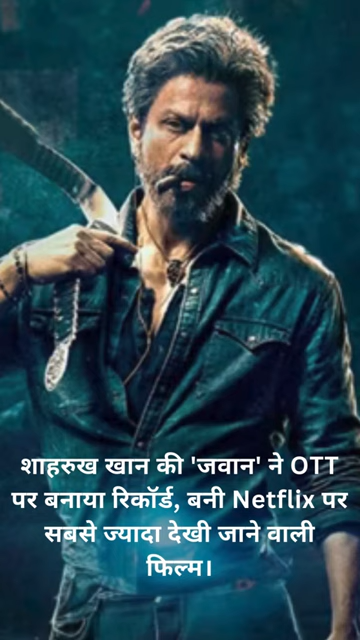 शाहरुख खान की 'जवान' ने OTT
पर बनाया रिकॉर्ड, बनी Netflix पर
सबसे ज्यादा देखी जाने वाली
फिल्म।